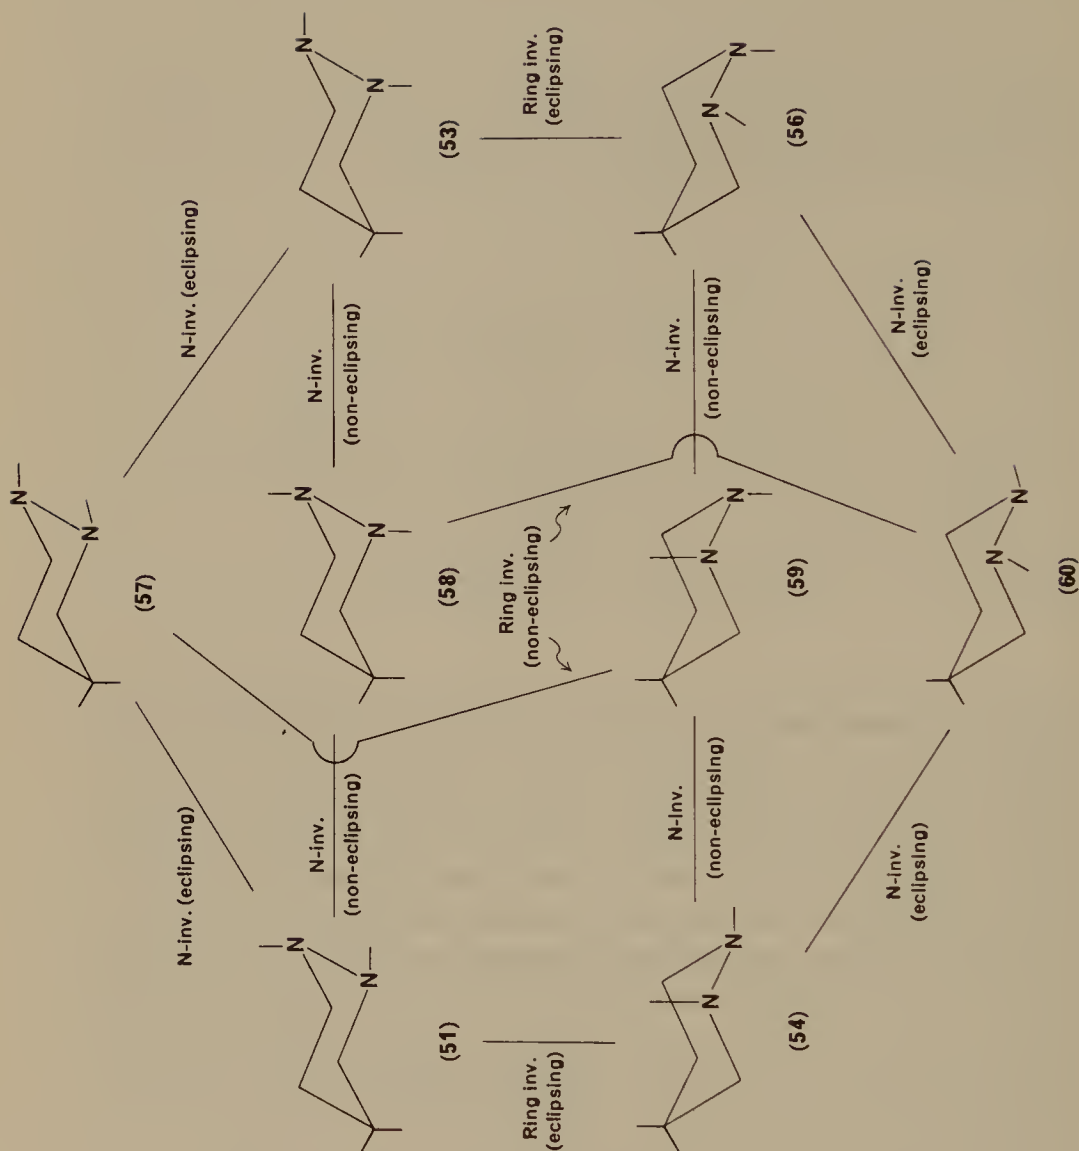 N
N
(57)
N-inv. (eclipsing)
N-inv. (eclipsing)
N
N
N-inv.
(non-eclipsing)
N
N
N-inv.
(non-eclipsing)
N
N
(51)
(58)
(53)
Ring inv.
(eclipsing)
Ring inv.
(non-eclipsing)
Ring inv.
(eclipsing)
N
N
N-inv.
(non-eclipsing)
N
N
N-inv.
(non-eclipsing)
N
N
(54)
(59)
(56)
N-inv.
(eclipsing)
N-inv.
(eclipsing)
N
N
(60)